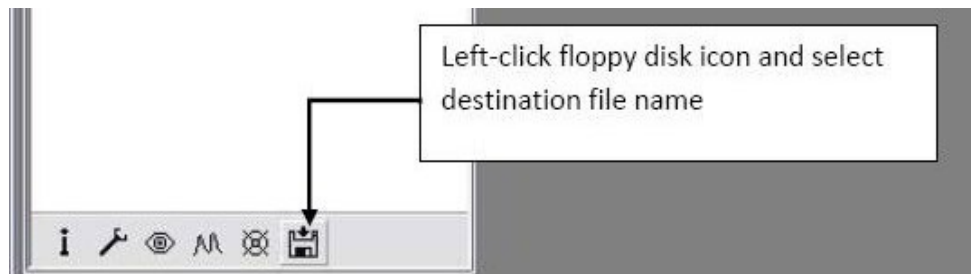 Left-click floppy disk icon and select
destination file name